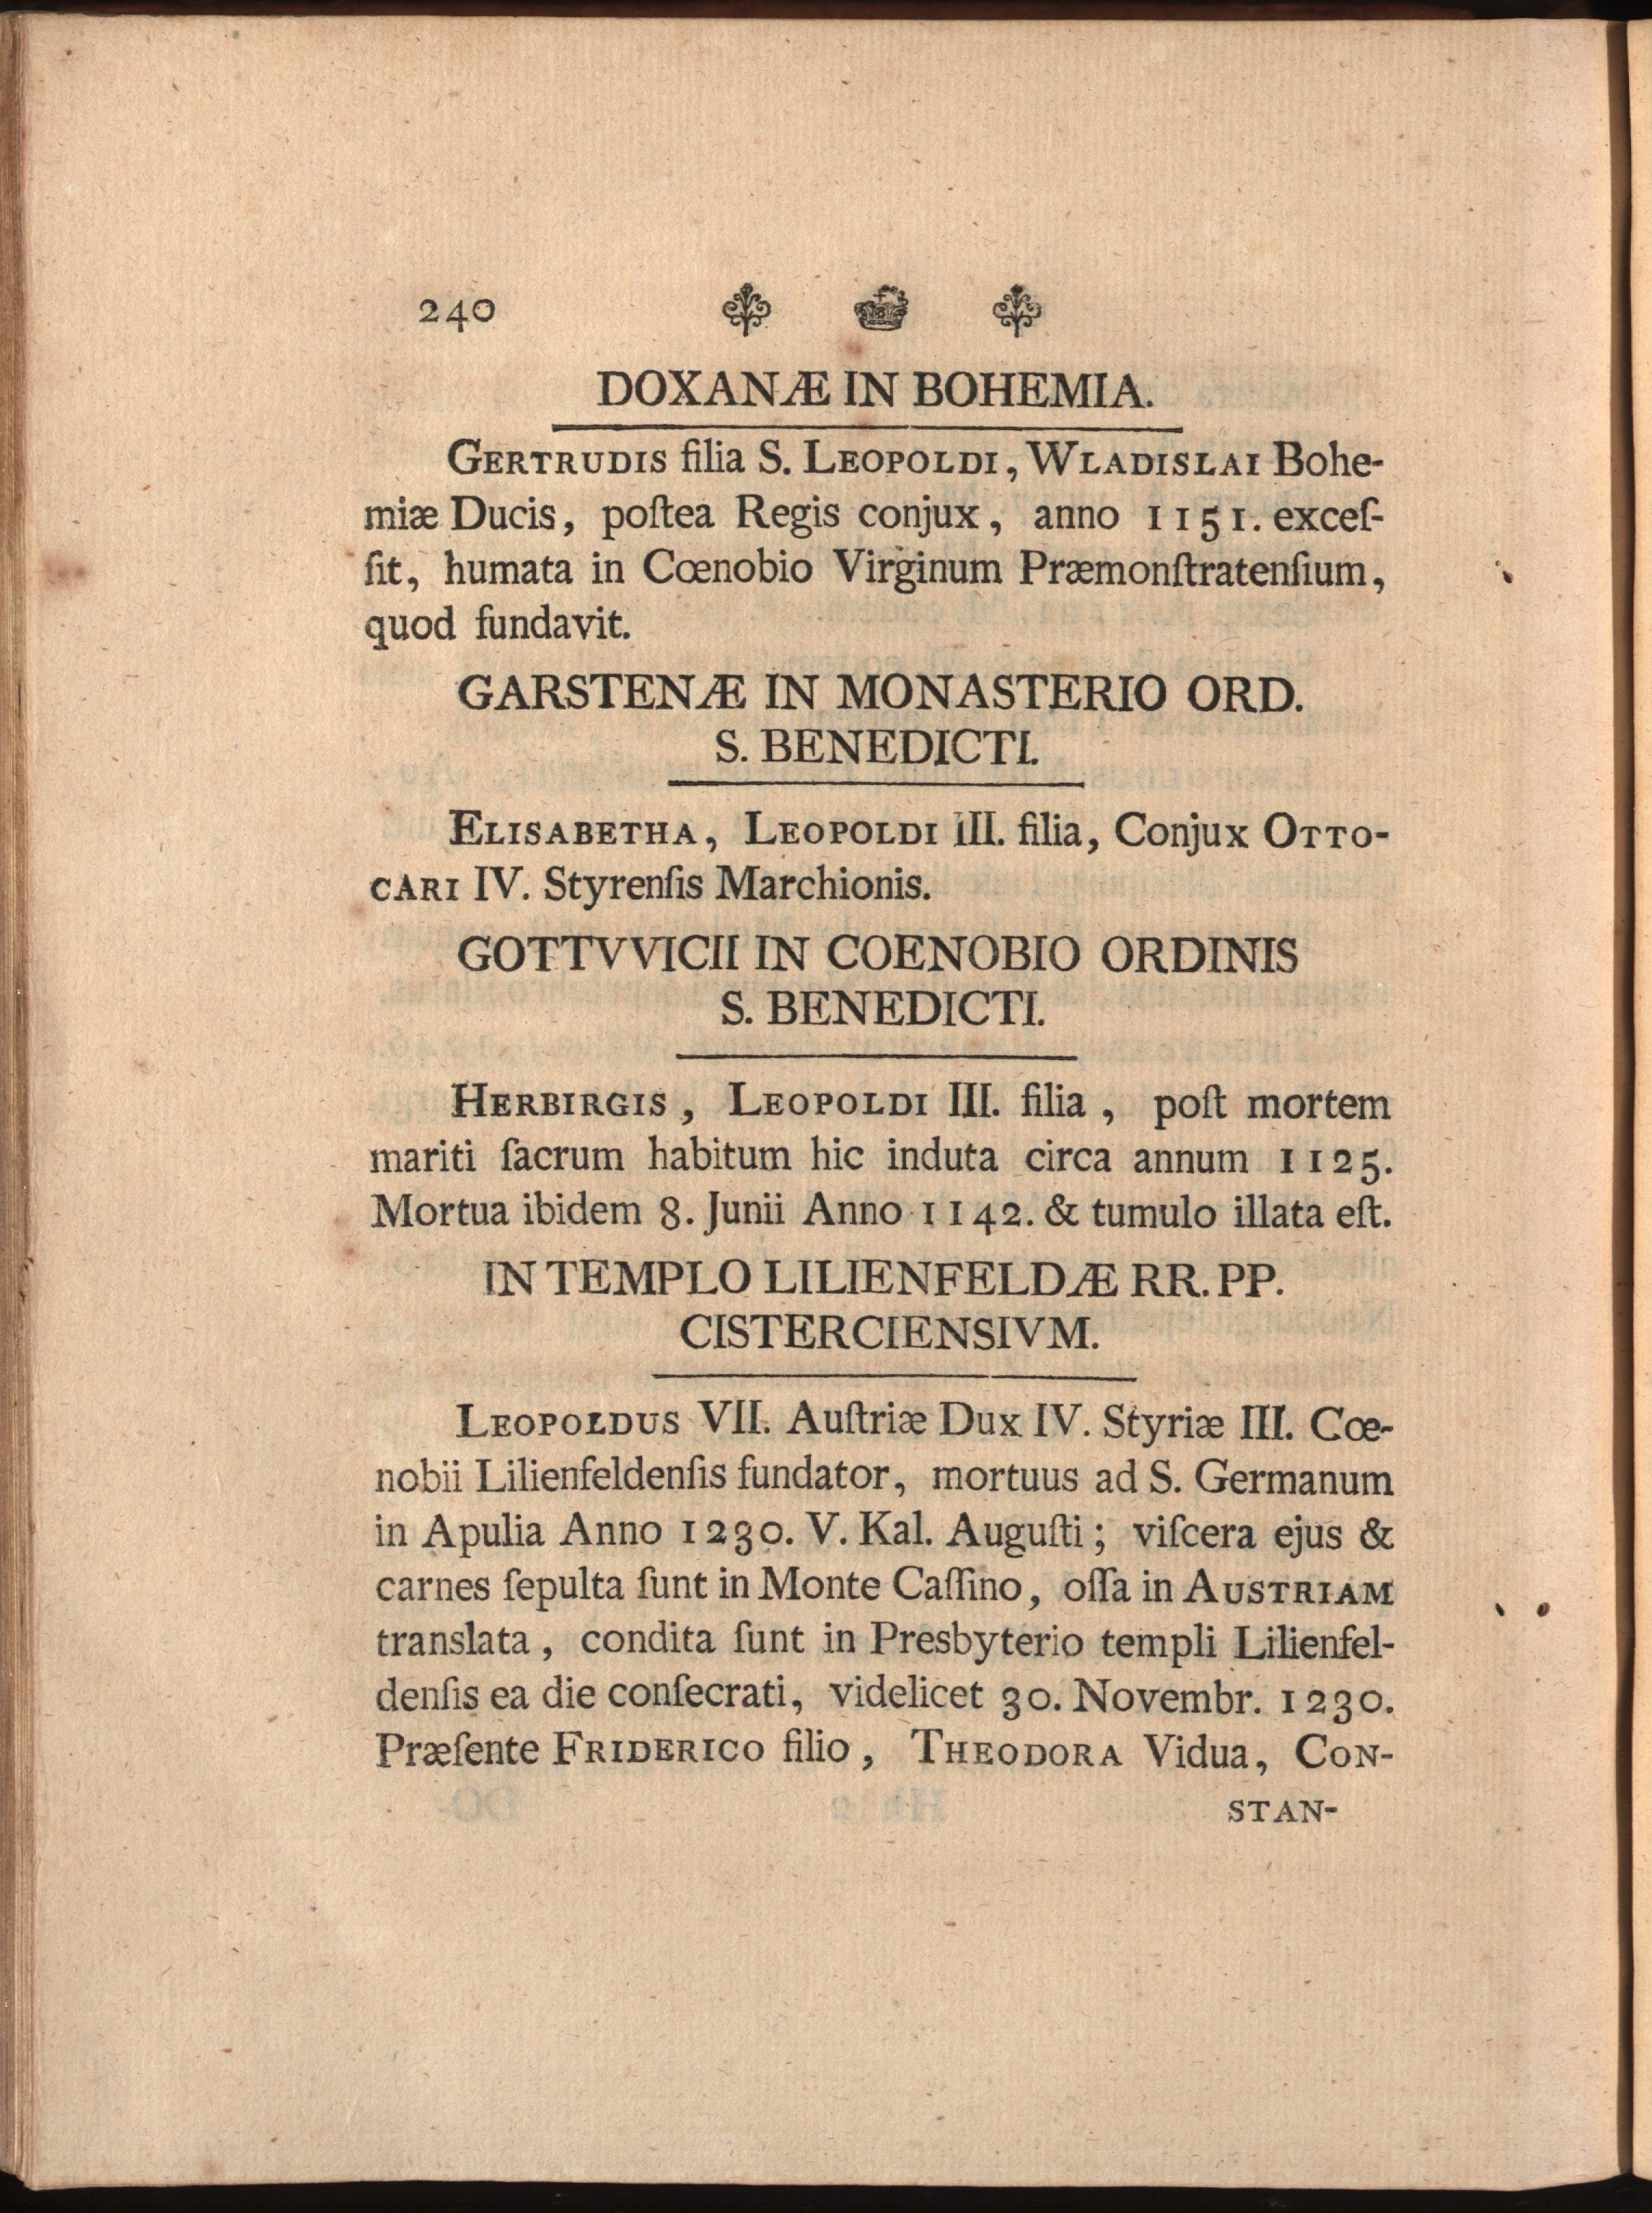 240
DOXANÆ IN BOHEMIA.
GERTRUDIS filia S. LEOPOLDI, WLADISLAI Bohe-
miæ Ducis, poſtea Regis conjux, anno 1151. exceſ-
ſit, humata in Cœnobio Virginum Præmonſtratenſium,
quod fundavit.
GARSTENÆ IN MONASTERIO ORD.
S. BENEDICTI.
ELISABETHA, LEOPOLDI III. filia, Conjux OTTO-
CARI IV. Styrenſis Marchionis.
GOTTVVICII IN COENOBIO ORDINIS
S. BENEDICTI.
HERBIRGIS, LEOPOLDI III. filia, poſt mortem
mariti ſacrum habitum hic induta circa annum 1125.
Mortua ibidem 8. Junii Anno 1142. & tumulo illata eſt.
IN TEMPLO LILIENFELDÆ RR. PP.
CISTERCIENSIVM.
LEOPOLDUS VII. Auſtriæ Dux IV. Styriæ III. Cœ-
nobii Lilienfeldenſis fundator, mortuus ad S. Germanum
in Apulia Anno 1230. V. Kal. Auguſti; viſcera ejus &
carnes ſepulta ſunt in Monte Caſſino, oſſa in AUSTRIAM
translata, condita ſunt in Presbyterio templi Lilienfel-
denſis ea die conſecrati, videlicet 30. Novembr. 1230.
Præſente FRIDERICO filio, THEODORA Vidua, CON-
STAN-